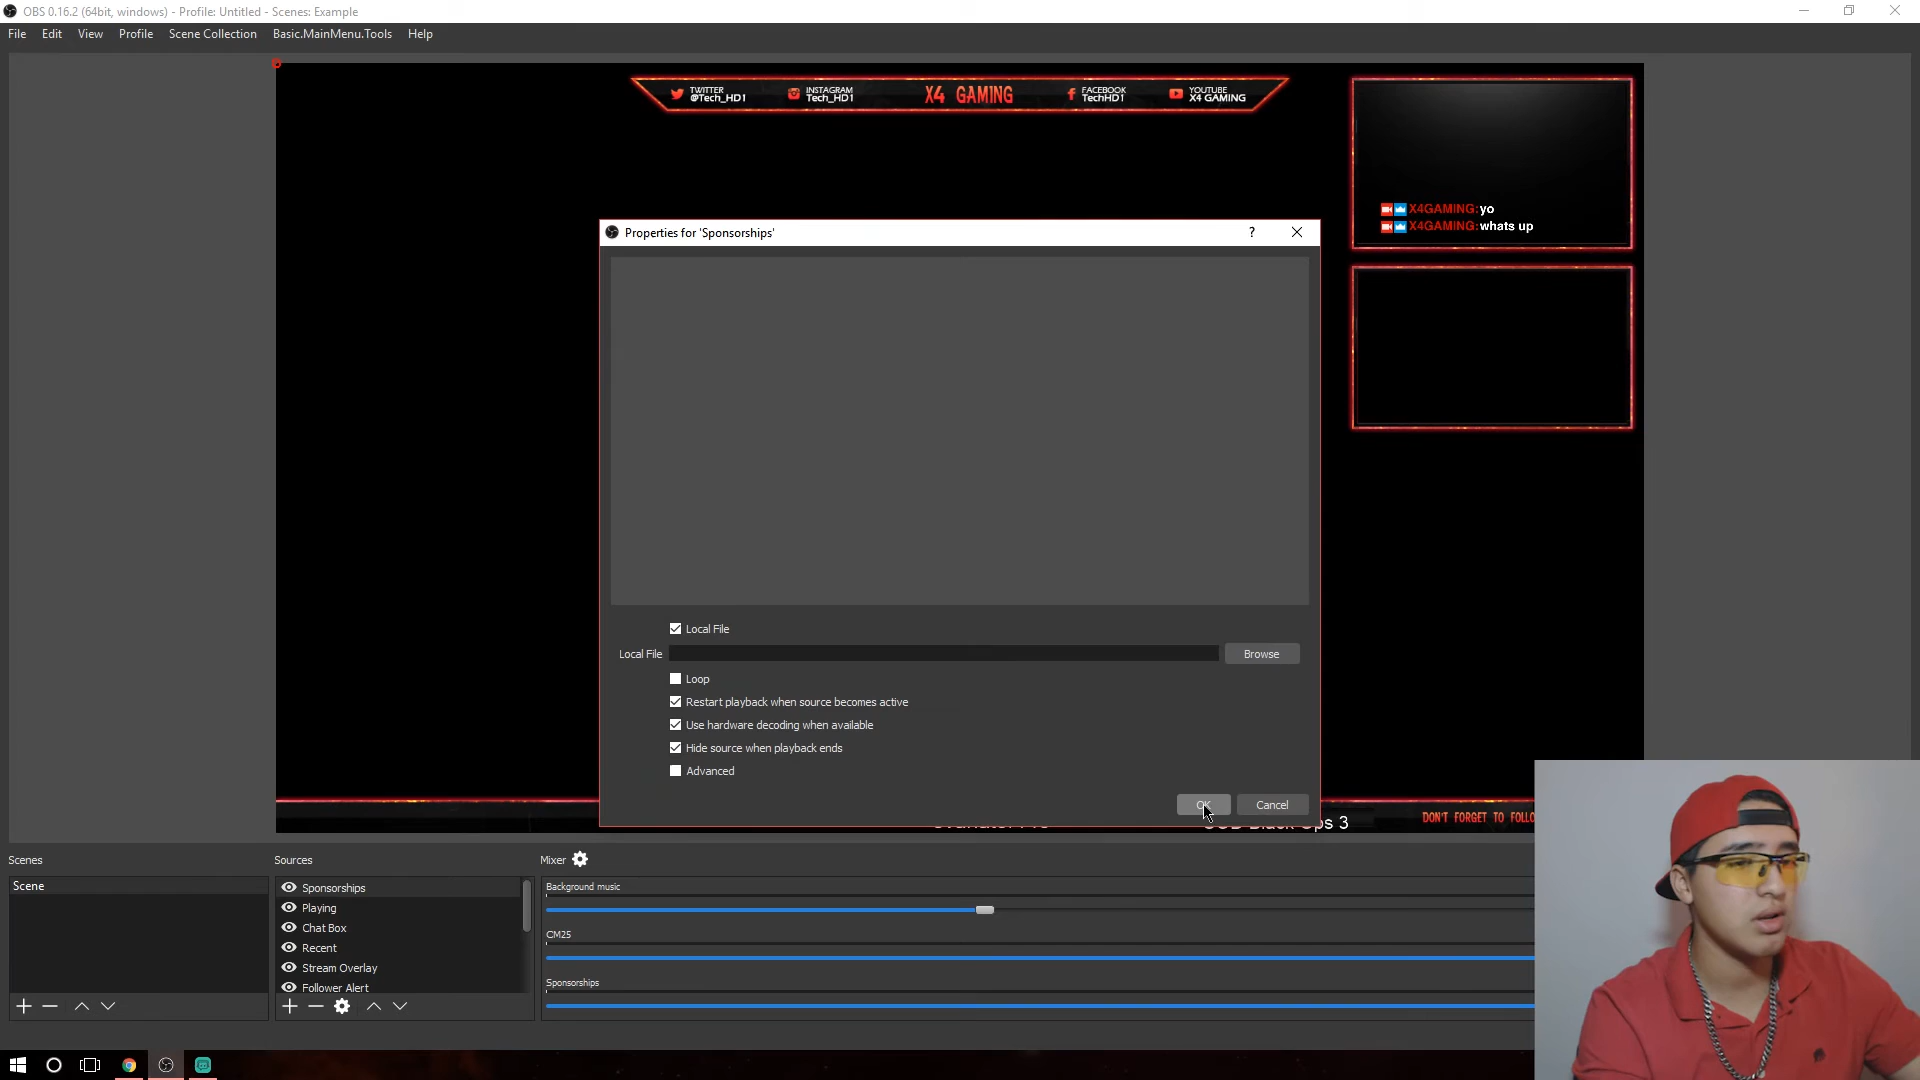 OBS 0.16.2 (64bit, windows) - Profile: Untitled - Scenes: Example
File Edit View Profile Scene Collection Basic.MainMenu.Tools Help
TWITTER
@Tech_HD1
INSTAGRAM
Tech_HD1
X4 GAMING
FACEBOOK
TechHD1
YOUTUBE
X4 GAMING
X4GAMING: yo
X4GAMING: whats up
Properties for 'Sponsorships'
?
Local File
Local File
Browse
Loop
Restart playback when source becomes active
Use hardware decoding when available
Hide source when playback ends
Advanced
OK
Cancel
Ops 3
DON'T FORGET TO FOLLO
Scenes
Scene
Sources
Sponsorships
Playing
Chat Box
Recent
Stream Overlay
Follower Alert
Mixer
Background music
CM25
Sponsorships